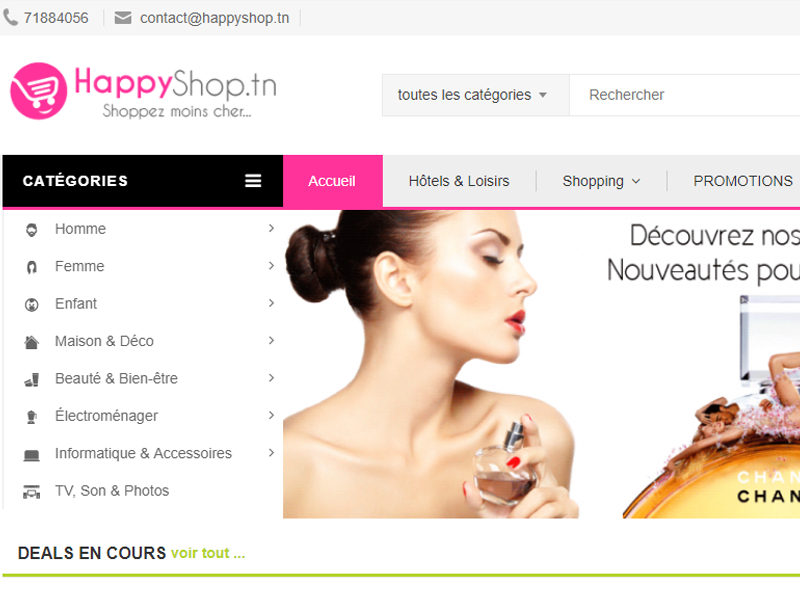 71884056
contact@happyshop.tn
HappyShop.tn
Shoppez moins cher...
toutes les catégories
Rechercher
CATÉGORIES
Accueil
Hôtels & Loisirs
Shopping
PROMOTIONS
Homme
Femme
Enfant
Maison & Déco
Beauté & Bien-être
Électroménager
Informatique & Accessoires
TV, Son & Photos
Découvrez nos
Nouveautés pou
CHAN
CHAN
DEALS EN COURS voir tout ...